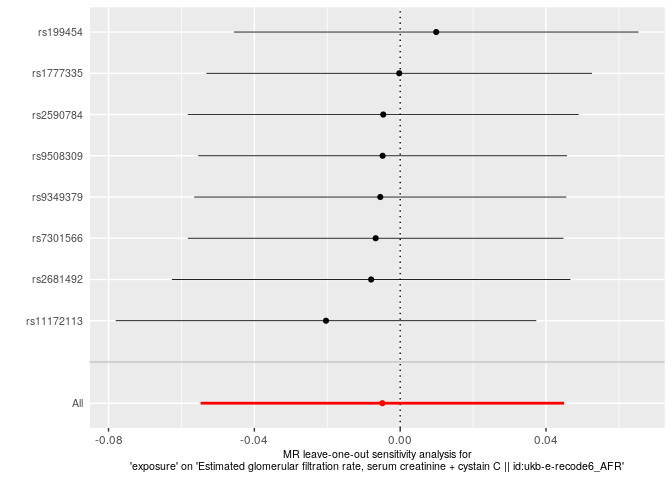 rs199454
rs1777335
rs2590784
rs9508309
rs9349379
rs7301566
rs2681492
rs11172113
All
-0.08 -0.04 0.00 0.04
MR leave-one-out sensitivity analysis for
'exposure' on 'Estimated glomerular filtration rate, serum creatinine + cystain C || id:ukb-e-recode6_AFR'